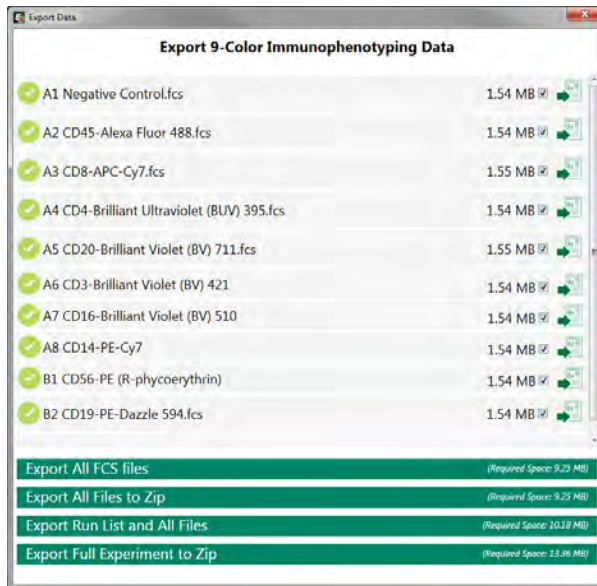 Export Data
Export 9-Color Immunophenotyping Data
A1 Negative Control.fcs 1.54 MB
A2 CD45-Alexa Fluor 488.fcs 1.54 MB
A3 CD8-APC-Cy7.fcs 1.55 MB
A4 CD4-Brilliant Ultraviolet (BUV) 395.fcs 1.54 MB
A5 CD20-Brilliant Violet (BV) 711.fcs 1.55 MB
A6 CD3-Brilliant Violet (BV) 421 1.54 MB
A7 CD16-Brilliant Violet (BV) 510 1.54 MB
A8 CD14-PE-Cy7 1.54 MB
B1 CD56-PE (R-phycoerythrin) 1.54 MB
B2 CD19-PE-Dazzle 594.fcs 1.54 MB
Export All FCS files (Required Space: 9.25 MB)
Export All Files to Zip (Required Space: 9.25 MB)
Export Run List and All Files (Required Space: 10.18 MB)
Export Full Experiment to Zip (Required Space: 13.36 MB)